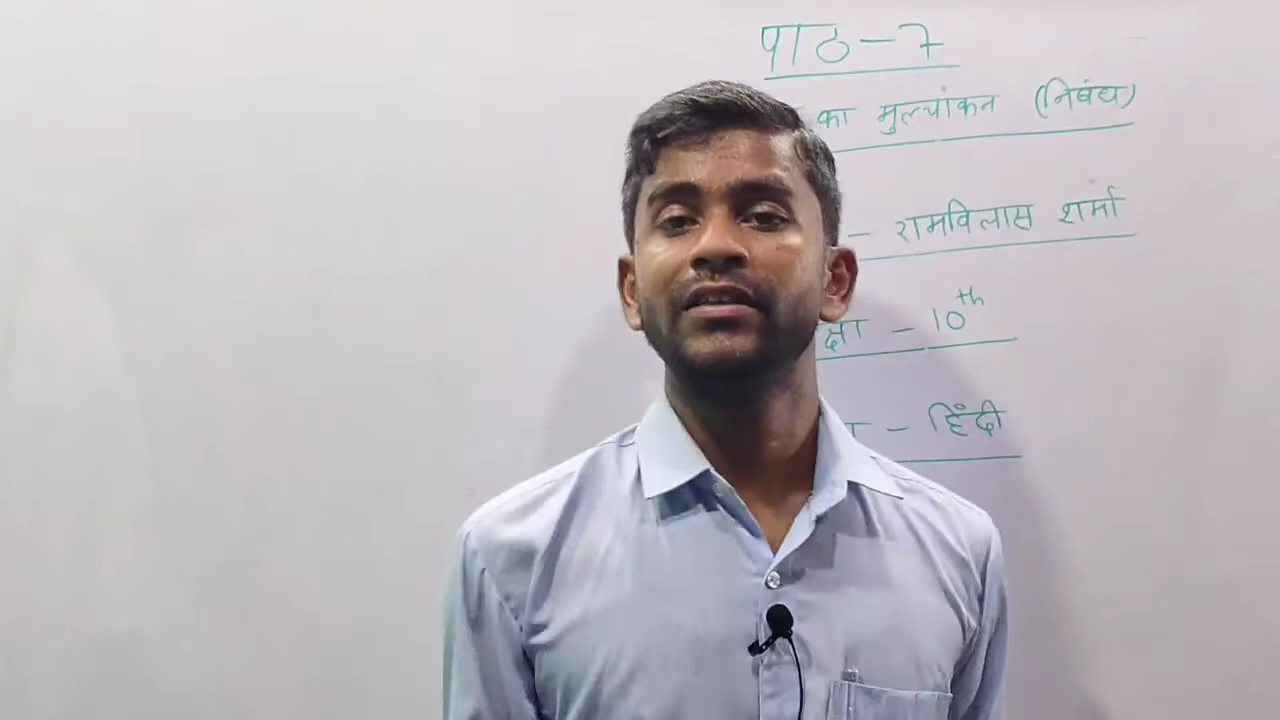 पाठ - 7
का मुल्यांकन (निबंध)
- रामविलास शर्मा
क्षा - 10th
- हिंदी